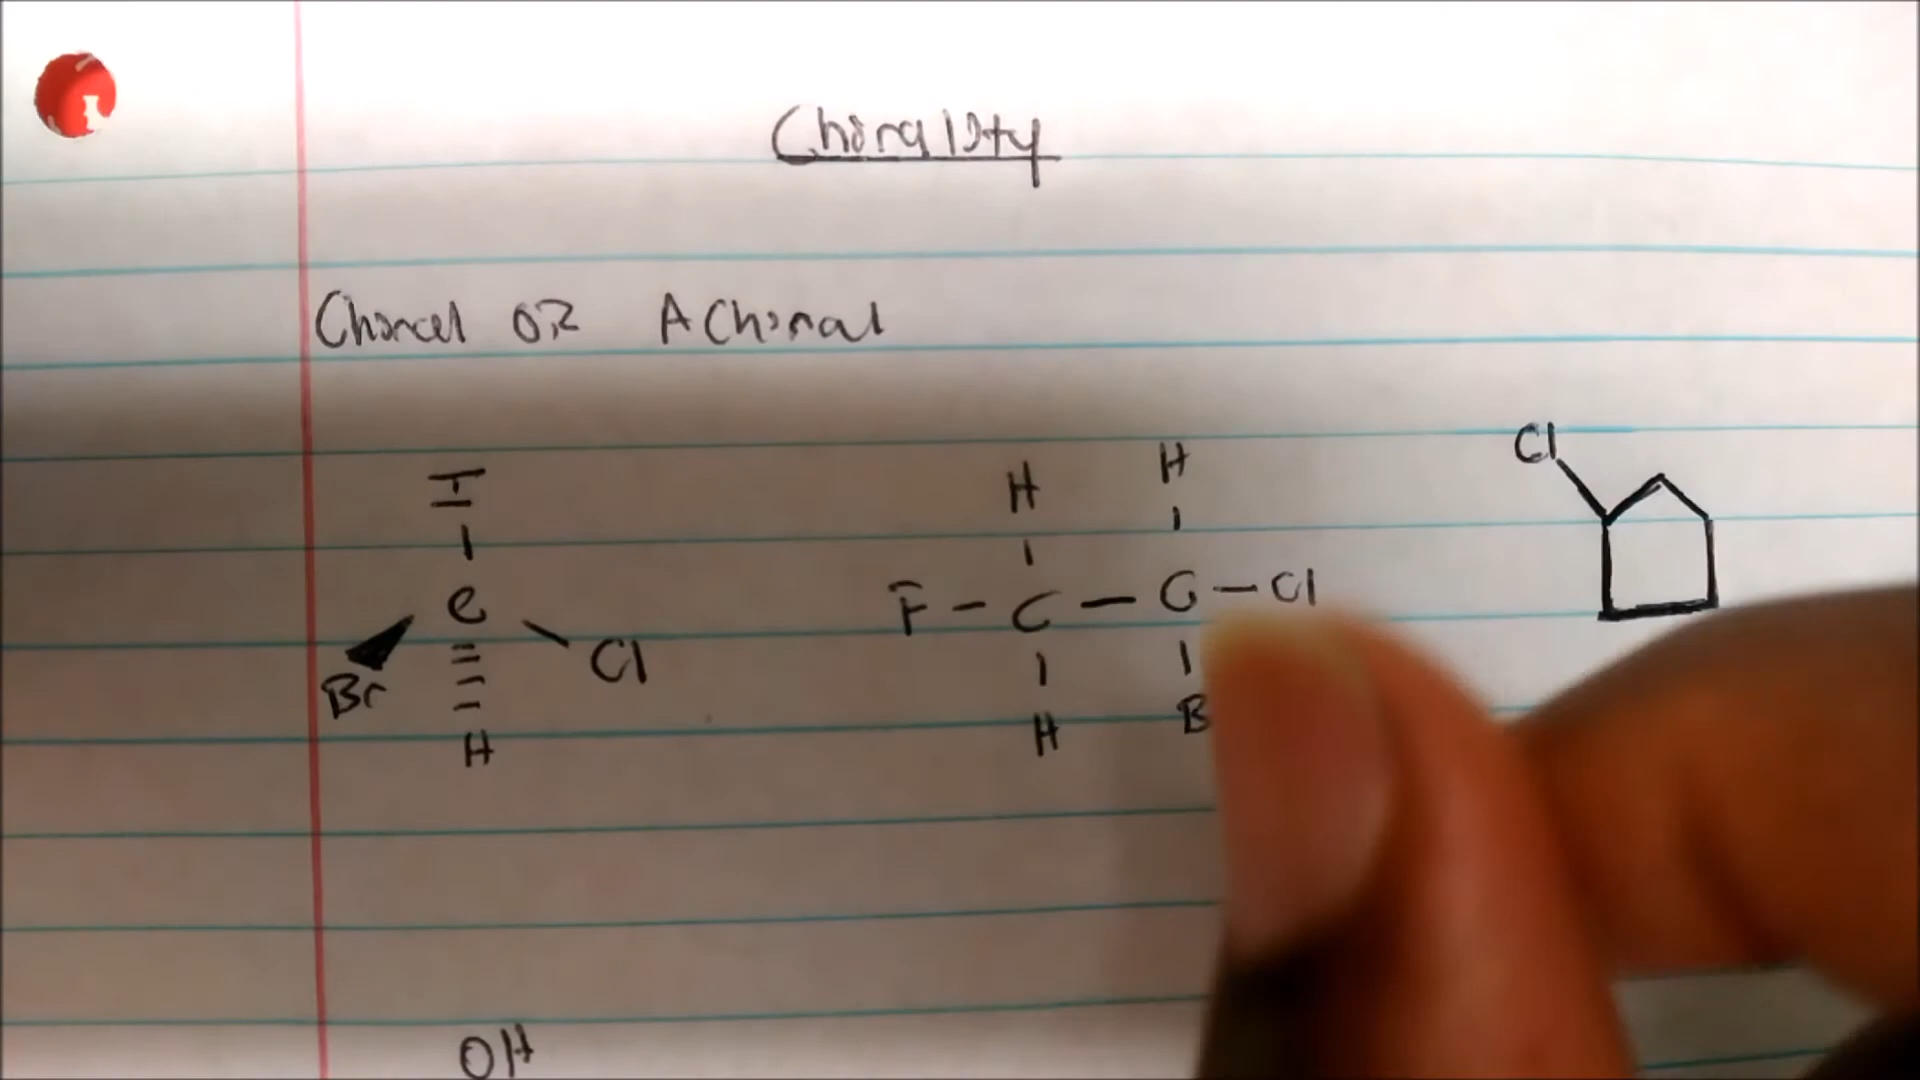 Chirality
Chiral or Achiral
I
C
Br
Cl
H
H
H
F - C - C - Cl
H
B
Cl
OH